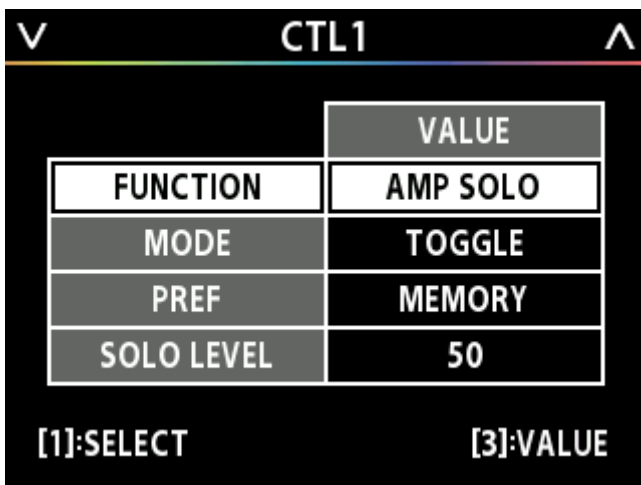 CTL1
VALUE
FUNCTION AMP SOLO
MODE TOGGLE
PREF MEMORY
SOLO LEVEL 50
[1]:SELECT [3]:VALUE